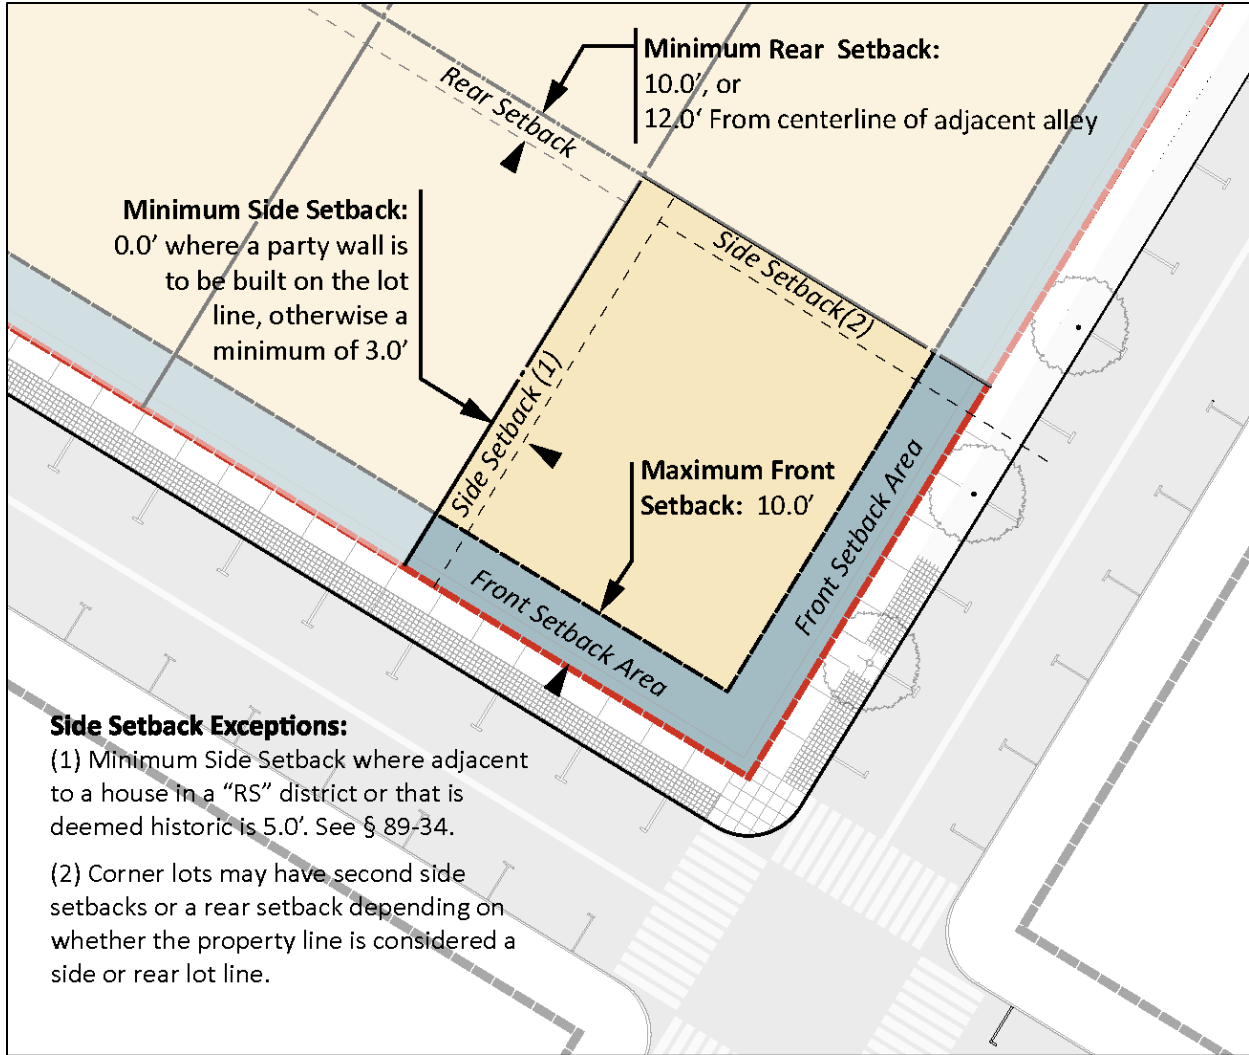 Minimum Rear Setback:
10.0', or
12.0' From centerline of adjacent alley
Rear Setback
Minimum Side Setback:
0.0' where a party wall is
to be built on the lot
line, otherwise a
minimum of 3.0'
Side Setback(2)
Side Setback (1)
Maximum Front
Setback: 10.0'
Front Setback Area
Front Setback Area
Side Setback Exceptions:
(1) Minimum Side Setback where adjacent
to a house in a “RS” district or that is
deemed historic is 5.0'. See § 89-34.
(2) Corner lots may have second side
setbacks or a rear setback depending on
whether the property line is considered a
side or rear lot line.